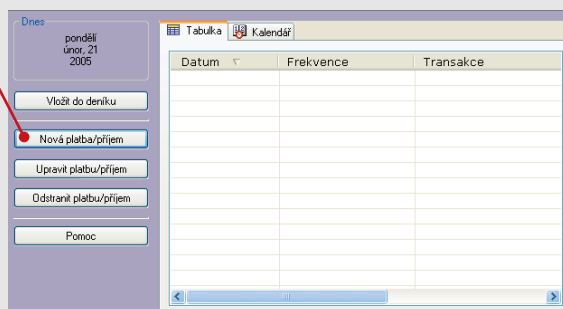 Dnes
pondělí
únor, 21
2005
Vložit do deníku
Nová platba/příjem
Upravit platbu/příjem
Odstranit platbu/příjem
Pomoc
Tabulka Kalendář
Datum Frekvence Transakce